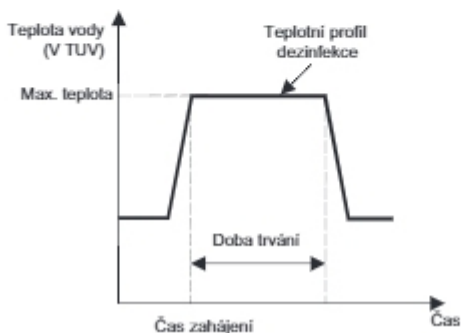 Teplota vody
(V TUV)
Teplotní profil
dezinfekce
Max. teplota
Doba trvání
Čas zahájení
Čas